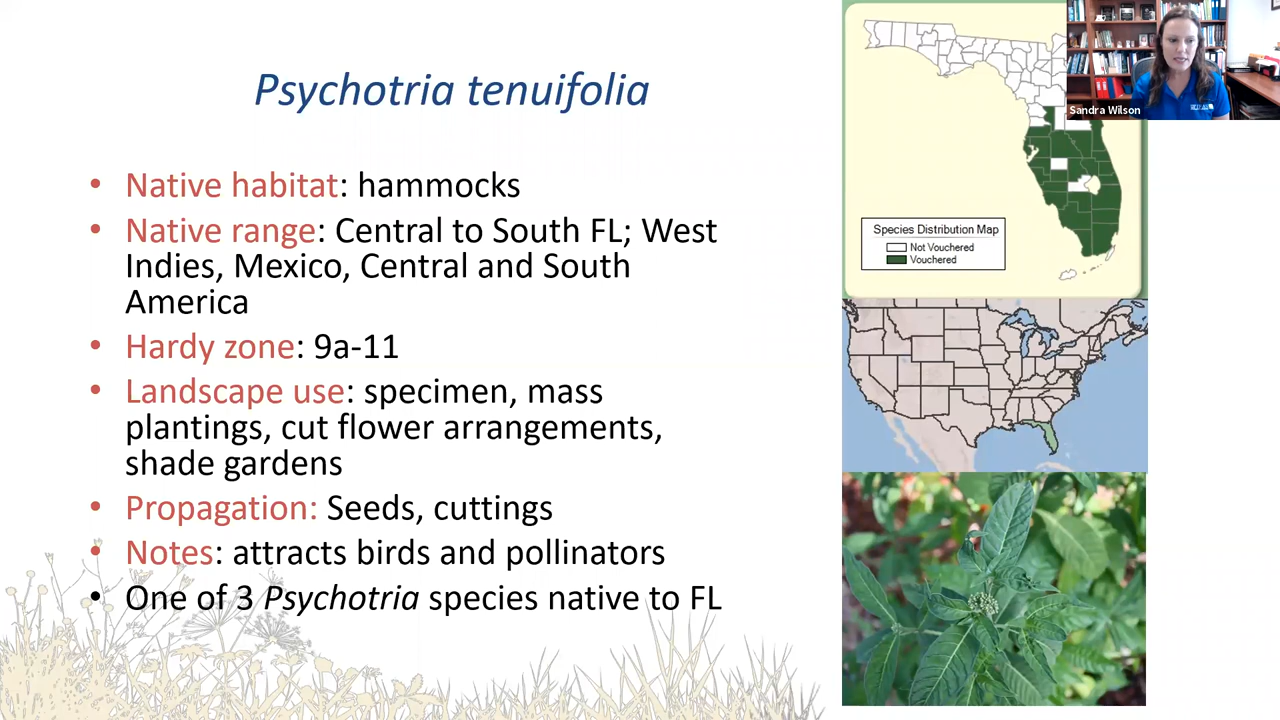 Psychotria tenuifolia
• Native habitat: hammocks
• Native range: Central to South FL; West
Indies, Mexico, Central and South
America
• Hardy zone: 9a-11
• Landscape use: specimen, mass
plantings, cut flower arrangements,
shade gardens
• Propagation: Seeds, cuttings
• Notes: attracts birds and pollinators
• One of 3 Psychotria species native to FL
Species Distribution Map
Not Vouchered
Vouchered
Sandra Wilson